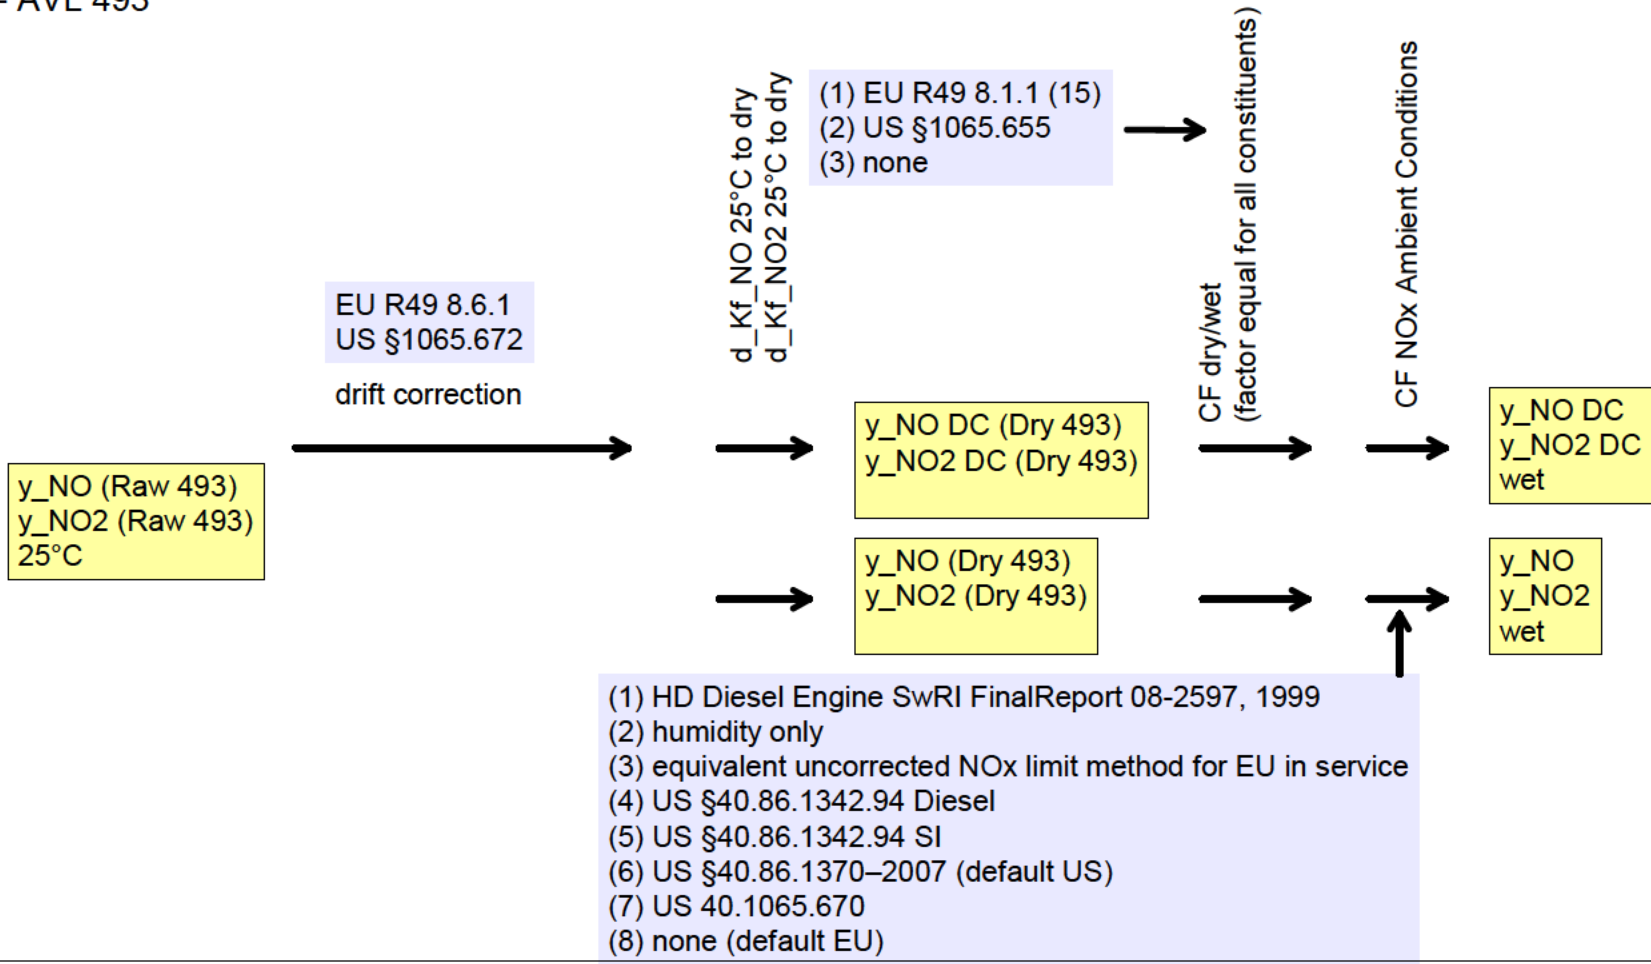 - AVL 493
d_Kf_NO 25°C to dry
d_Kf_NO2 25°C to dry
(1) EU R49 8.1.1 (15)
(2) US §1065.655
(3) none
CF dry/wet
(factor equal for all constituents)
CF NOx Ambient Conditions
EU R49 8.6.1
US §1065.672
drift correction
y_NO (Raw 493)
y_NO2 (Raw 493)
25°C
y_NO DC (Dry 493)
y_NO2 DC (Dry 493)
y_NO DC
y_NO2 DC
wet
y_NO (Dry 493)
y_NO2 (Dry 493)
y_NO
y_NO2
wet
(1) HD Diesel Engine SwRI FinalReport 08-2597, 1999
(2) humidity only
(3) equivalent uncorrected NOx limit method for EU in service
(4) US §40.86.1342.94 Diesel
(5) US §40.86.1342.94 SI
(6) US §40.86.1370–2007 (default US)
(7) US 40.1065.670
(8) none (default EU)